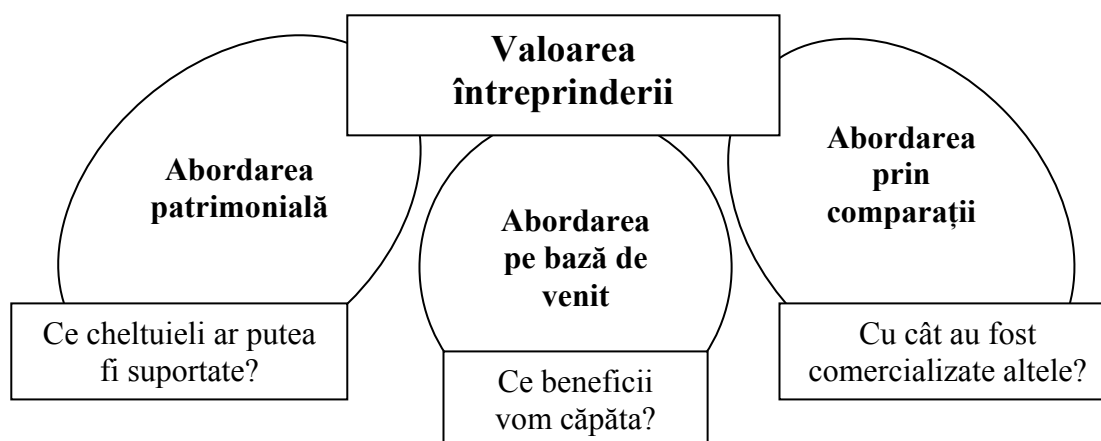 Valoarea
întreprinderii
Abordarea
patrimonială
Abordarea
pe bază de
venit
Abordarea
prin
comparații
Ce cheltuieli ar putea
fi suportate?
Ce beneficii
vom căpăta?
Cu cât au fost
comercializate altele?